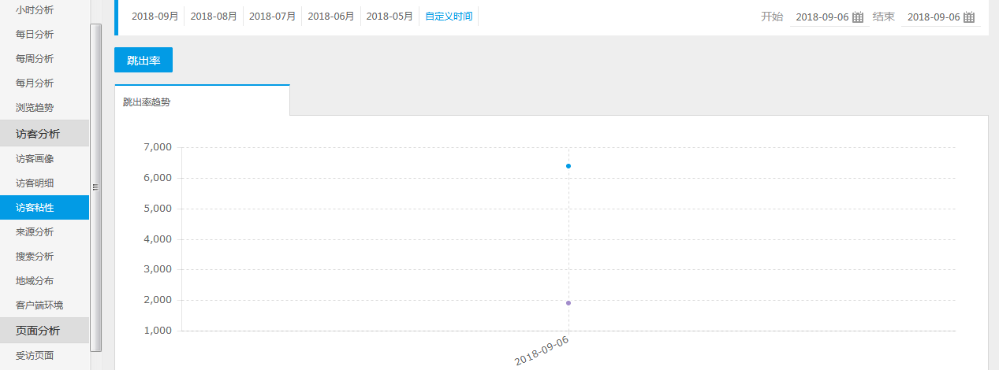 小时分析
每日分析
每周分析
每月分析
浏览趋势
访客分析
访客画像
访客明细
访客粘性
来源分析
搜索分析
地域分布
客户端环境
页面分析
受访页面
2018-09月 2018-08月 2018-07月 2018-06月 2018-05月 自定义时间 开始 2018-09-06 结束 2018-09-06
跳出率
跳出率趋势
7,000
6,000
5,000
4,000
3,000
2,000
1,000
2018-09-06